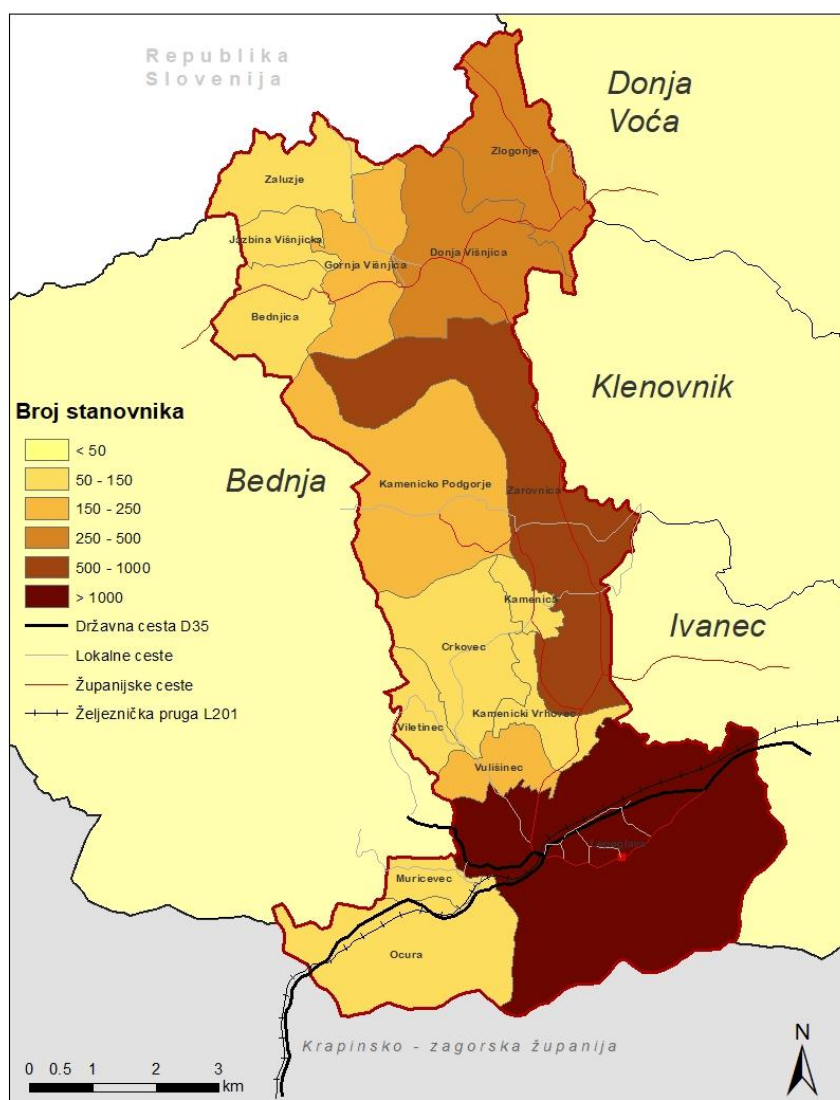 Republika
Slovenija
Donja
Voća
Zlogonje
Zaluzje
Jazbina Višnjicka
Gornja Višnjica
Donja Višnjica
Bednjica
Klenovnik
Broj stanovnika
< 50
50 - 150
150 - 250
250 - 500
500 - 1000
> 1000
Državna cesta D35
Lokalne ceste
Županijske ceste
Željeznička pruga L201
Bednja
Kamenicko Podgorje
Zarovnica
Kamenica
Ivanec
Crkovec
Kamenicki Vrhovec
Viletinec
Vulišinec
Lepoglava
Muricevec
Ocura
Krapinsko - zagorska županija
0 0.5 1 2 3
km
N